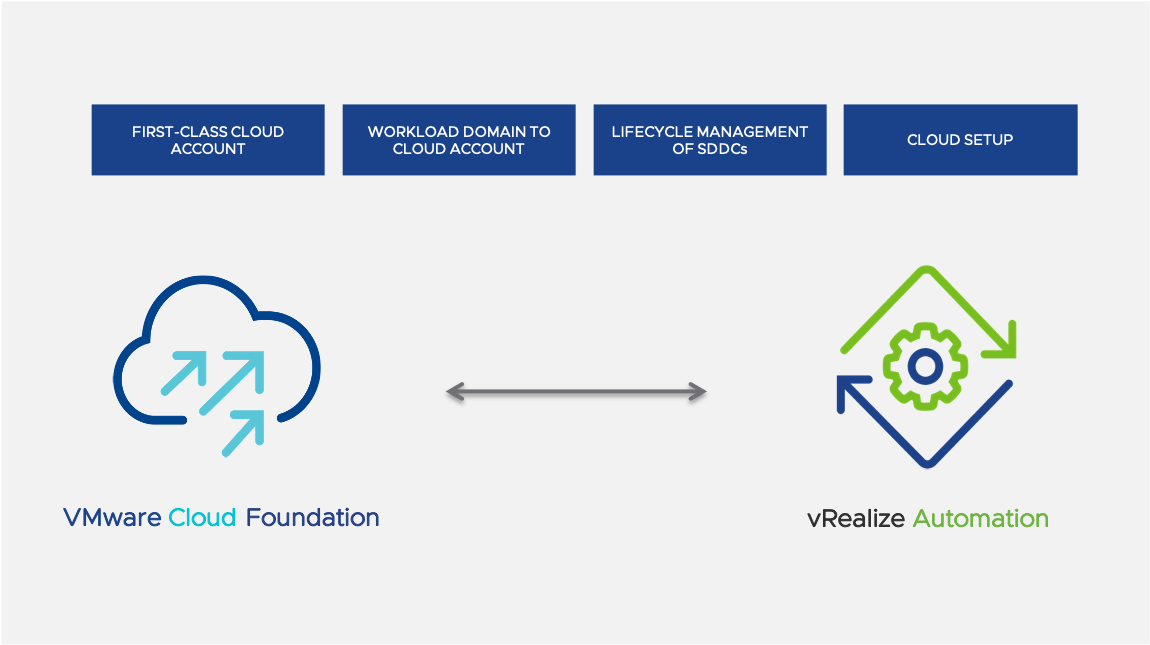 FIRST-CLASS CLOUD
ACCOUNT
WORKLOAD DOMAIN TO
CLOUD ACCOUNT
LIFECYCLE MANAGEMENT
OF SDDCs
CLOUD SETUP
VMware Cloud Foundation
vRealize Automation